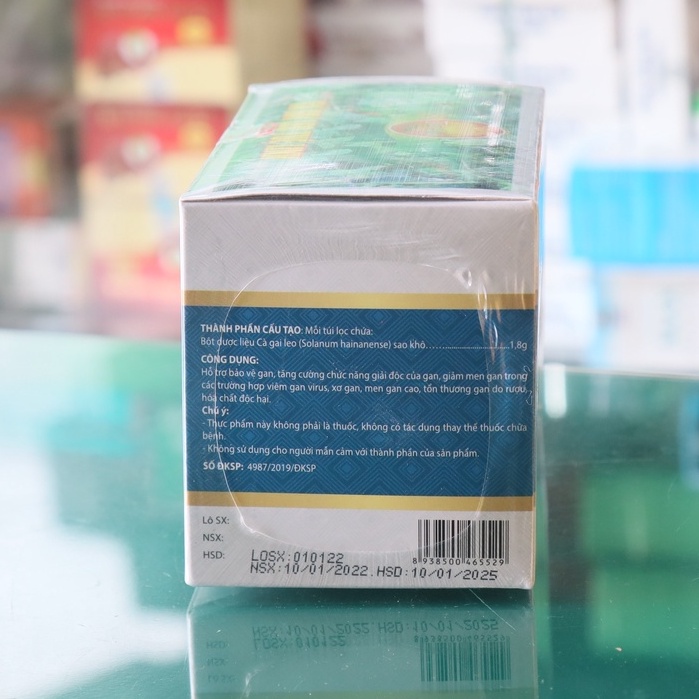 THÀNH PHẦN CẤU TẠO: Mỗi túi lọc chứa:
Bột dược liệu Cà gai leo (Solanum hainanense) sao khô..........................1,8g
CÔNG DỤNG:
Hỗ trợ bảo vệ gan, tăng cường chức năng giải độc của gan, giảm men gan trong
các trường hợp viêm gan virus, xơ gan, men gan cao, tổn thương gan do rượu,
hóa chất độc hại.
Chú ý:
- Thực phẩm này không phải là thuốc, không có tác dụng thay thế thuốc chữa
bệnh.
- Không sử dụng cho người mẫn cảm với thành phần của sản phẩm.
SỐ ĐKSP: 4987/2019/ĐKSP
Lô SX:
NSX:
HSD:
LOSX:010122
NSX:10/01/2022.HSD:10/01/2025
8 938500 465529